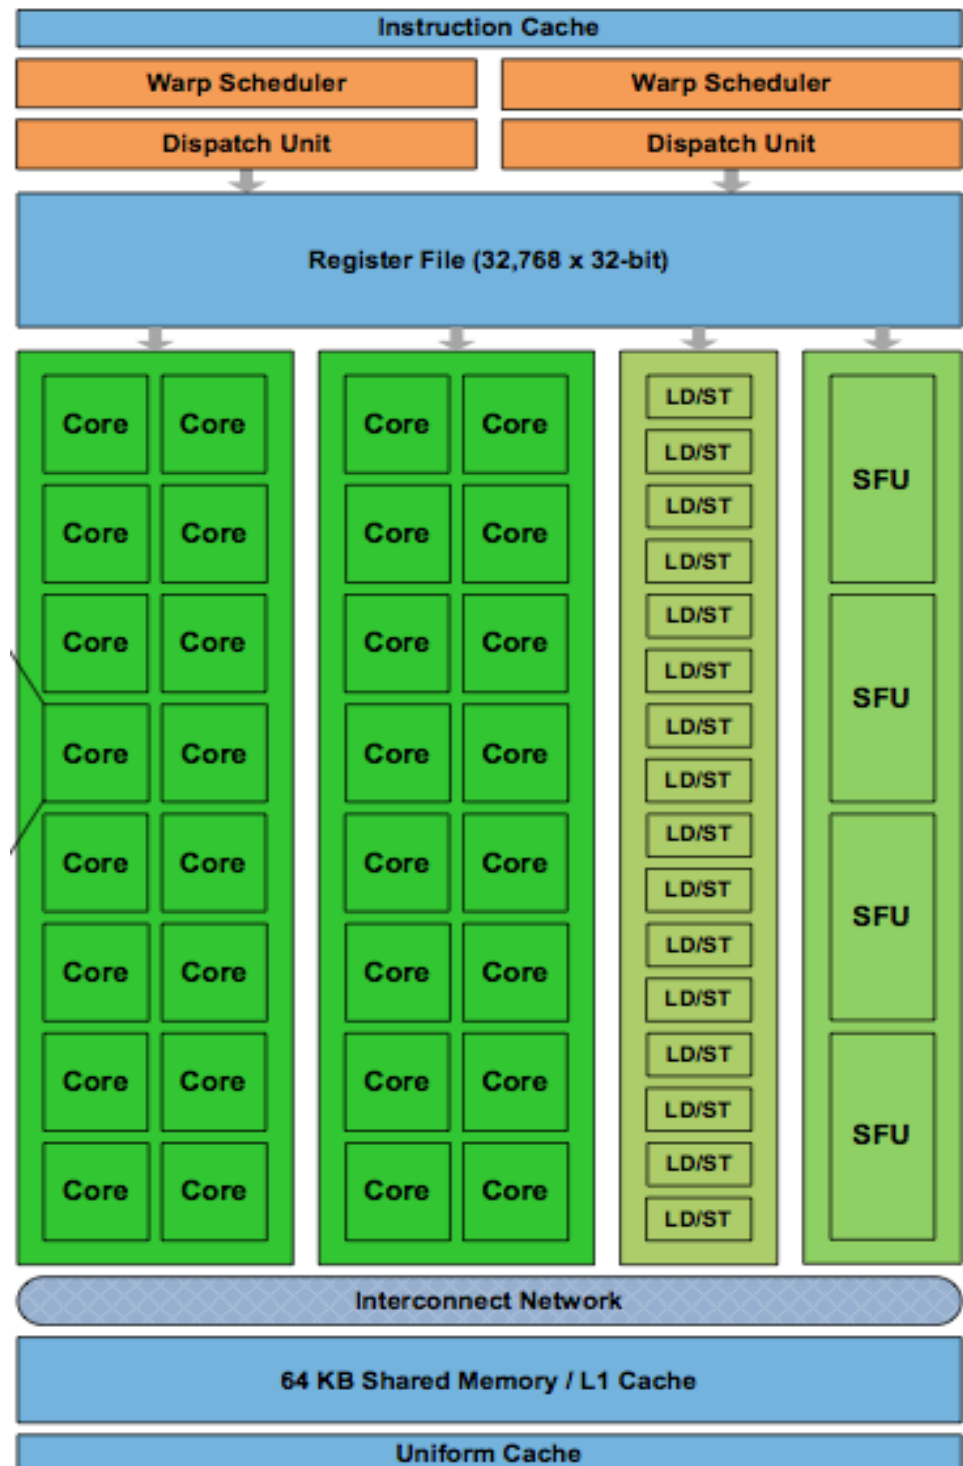 Instruction Cache
Warp Scheduler Warp Scheduler
Dispatch Unit Dispatch Unit
Register File (32,768 x 32-bit)
Core Core Core Core LD/ST
LD/ST
SFU
Core Core Core Core LD/ST
LD/ST
Core Core Core Core LD/ST
LD/ST
SFU
Core Core Core Core LD/ST
LD/ST
Core Core Core Core LD/ST
LD/ST
SFU
Core Core Core Core LD/ST
LD/ST
Core Core Core Core LD/ST
LD/ST
SFU
Core Core Core Core LD/ST
LD/ST
Interconnect Network
64 KB Shared Memory / L1 Cache
Uniform Cache